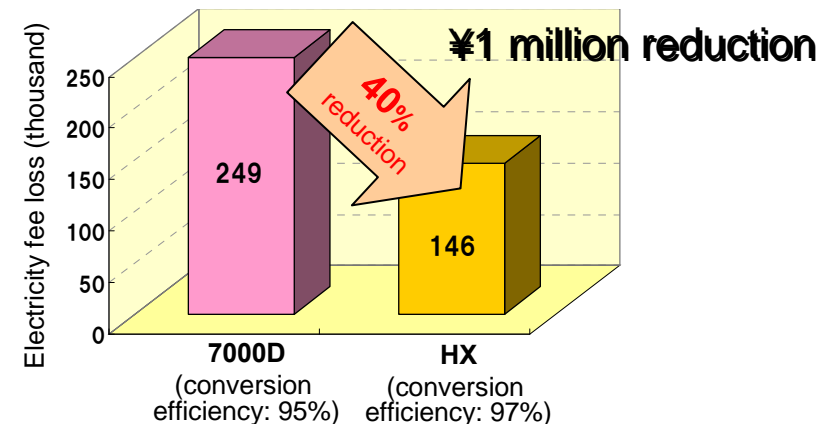 ¥1 million reduction
Electricity fee loss (thousand)
250
200
150
100
50
0
249
40%
reduction
146
7000D
(conversion
efficiency: 95%)
HX
(conversion
efficiency: 97%)